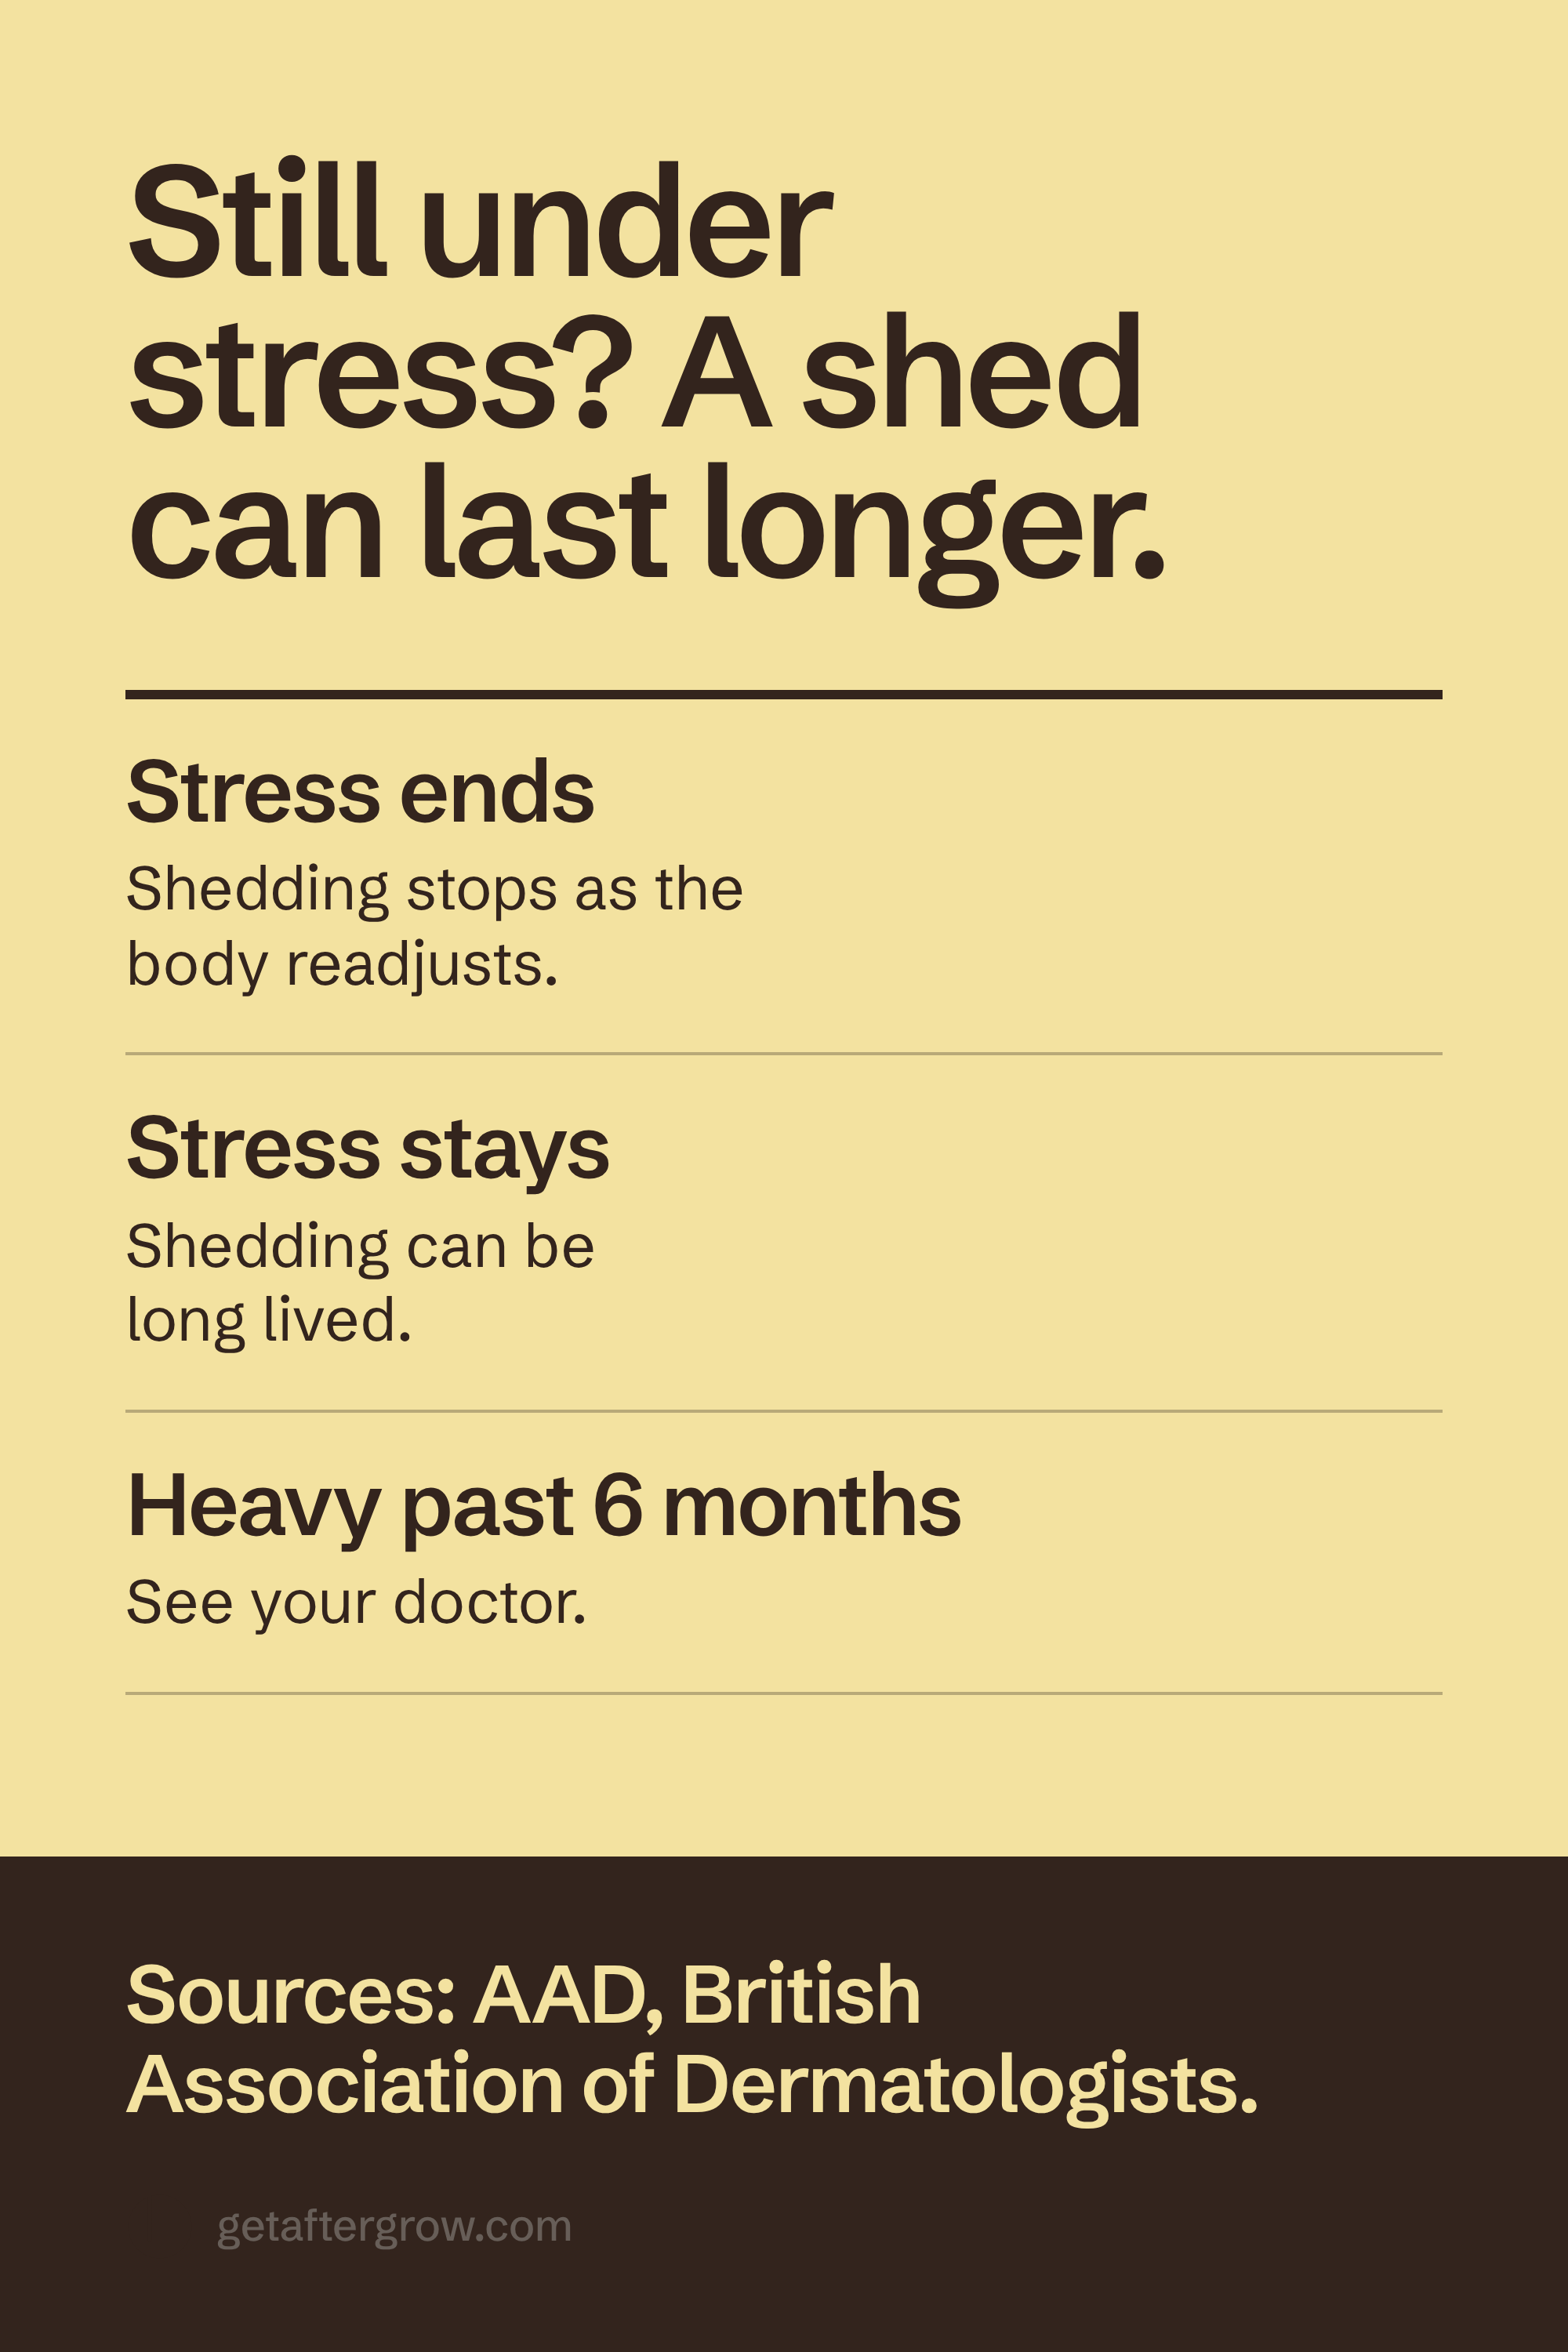 Still under
stress? A shed
can last longer.
Stress ends
Shedding stops as the
body readjusts.
Stress stays
Shedding can be
long lived.
Heavy past 6 months
See your doctor.
Sources: AAD, British
Association of Dermatologists.
getaftergrow.com